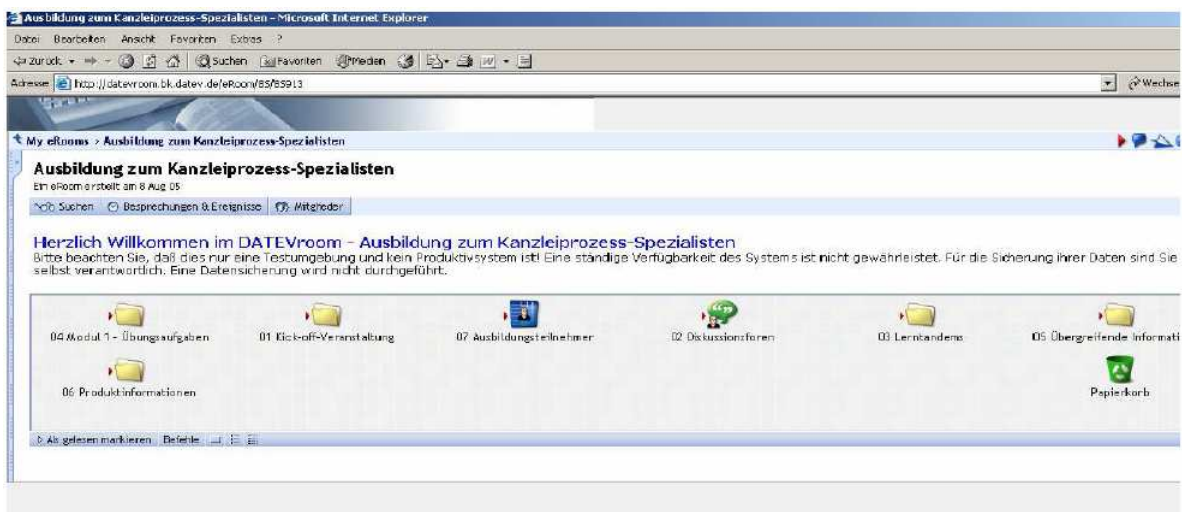 Ausbildung zum Kanzleiprozess-Spezialisten - Microsoft Internet Explorer
Datei Bearbeiten Ansicht Favoriten Extras ?
Zurück Suchen Favoriten Medien
Adresse http://datevroom.bk.datev.de/eRoom/85/85913 Wechse
My eRooms > Ausbildung zum Kanzleiprozess-Spezialisten
Ausbildung zum Kanzleiprozess-Spezialisten
Ein eRoom erstellt am 8 Aug 05
Suchen Besprechungen & Ereignisse Mitglieder
Herzlich Willkommen im DATEVroom - Ausbildung zum Kanzleiprozess-Spezialisten
Bitte beachten Sie, daß dies nur eine Testumgebung und kein Produktivsystem ist! Eine ständige Verfügbarkeit des Systems ist nicht gewährleistet. Für die Sicherung ihrer Daten sind Sie
selbst verantwortlich. Eine Datensicherung wird nicht durchgeführt.
04 Modul 1 - Übungsaufgaben 01 Kick-off-Veranstaltung 07 Ausbildungsteilnehmer 02 Diskussionsforen 03 Lerntandems 05 Übergreifende Informati
06 Produktinformationen Papierkorb
Als gelesen markieren Befehle